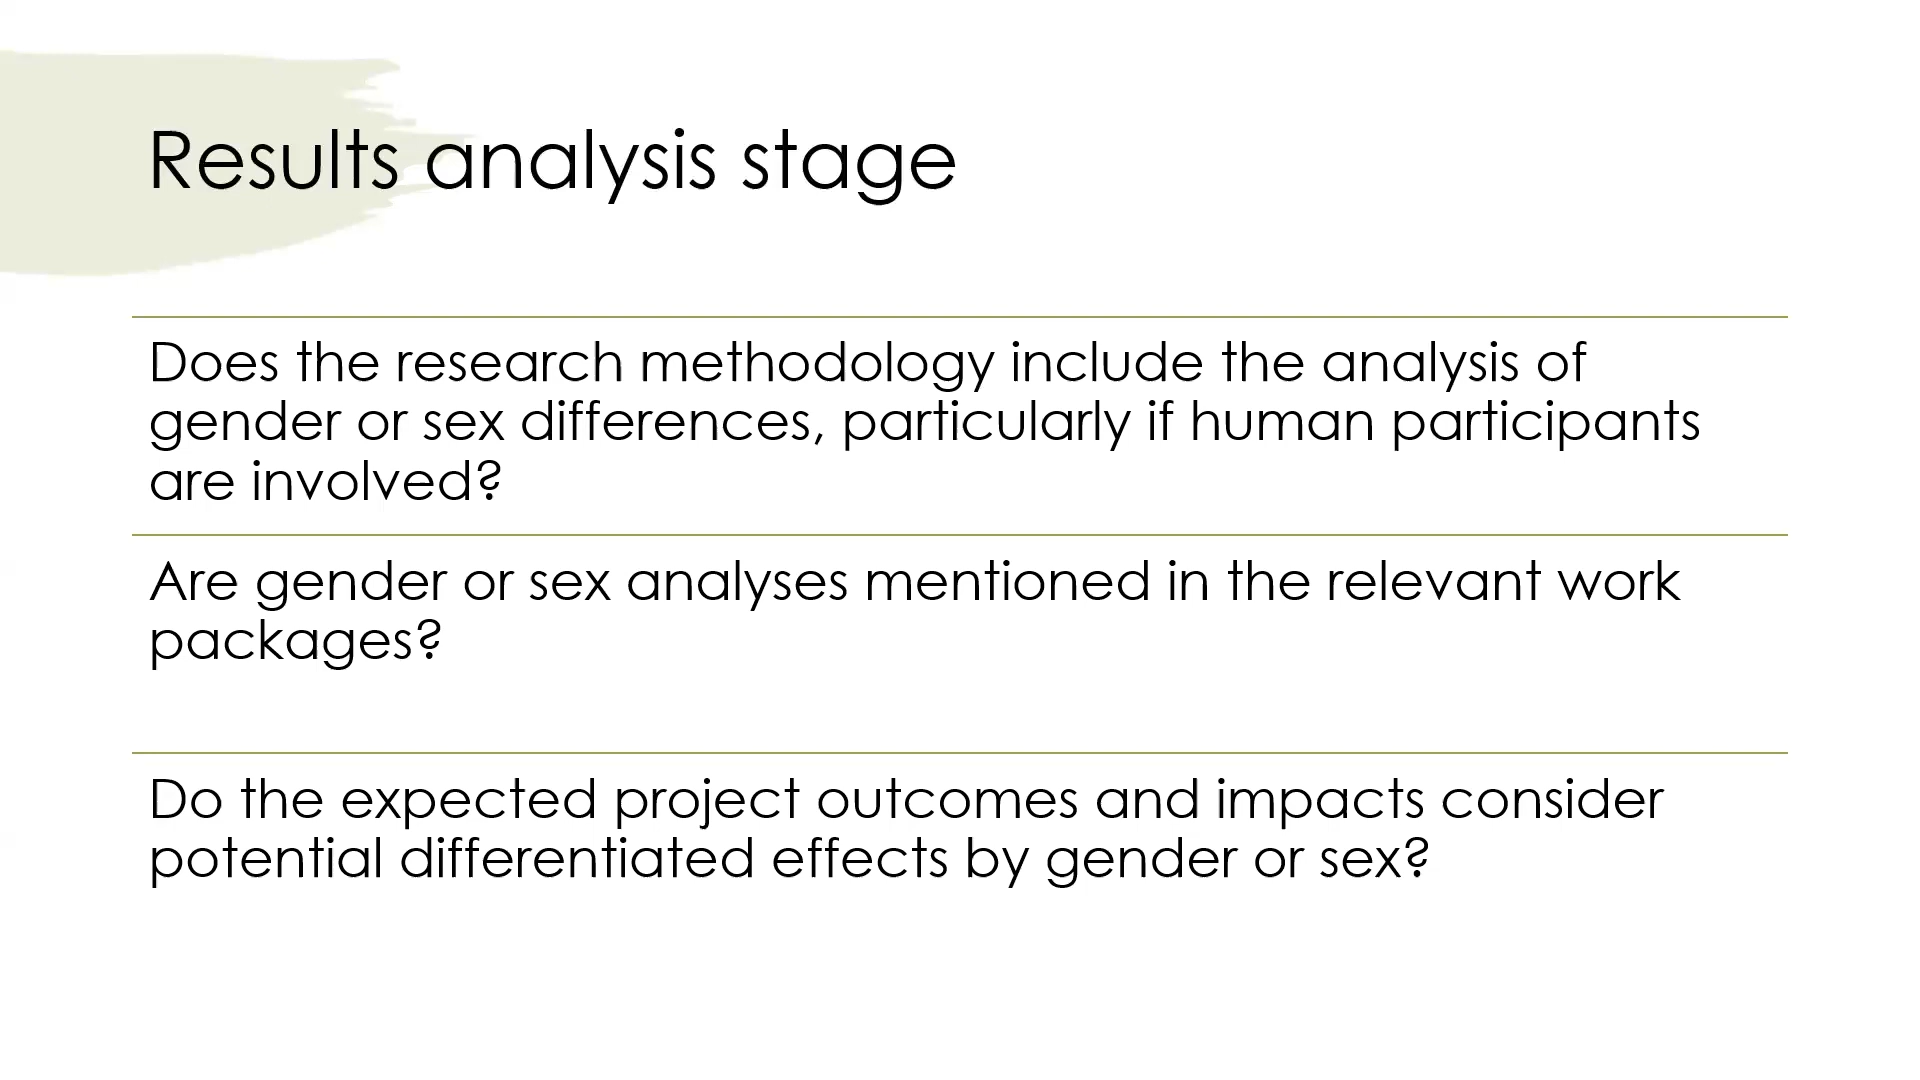 Results analysis stage
Does the research methodology include the analysis of
gender or sex differences, particularly if human participants
are involved?
Are gender or sex analyses mentioned in the relevant work
packages?
Do the expected project outcomes and impacts consider
potential differentiated effects by gender or sex?